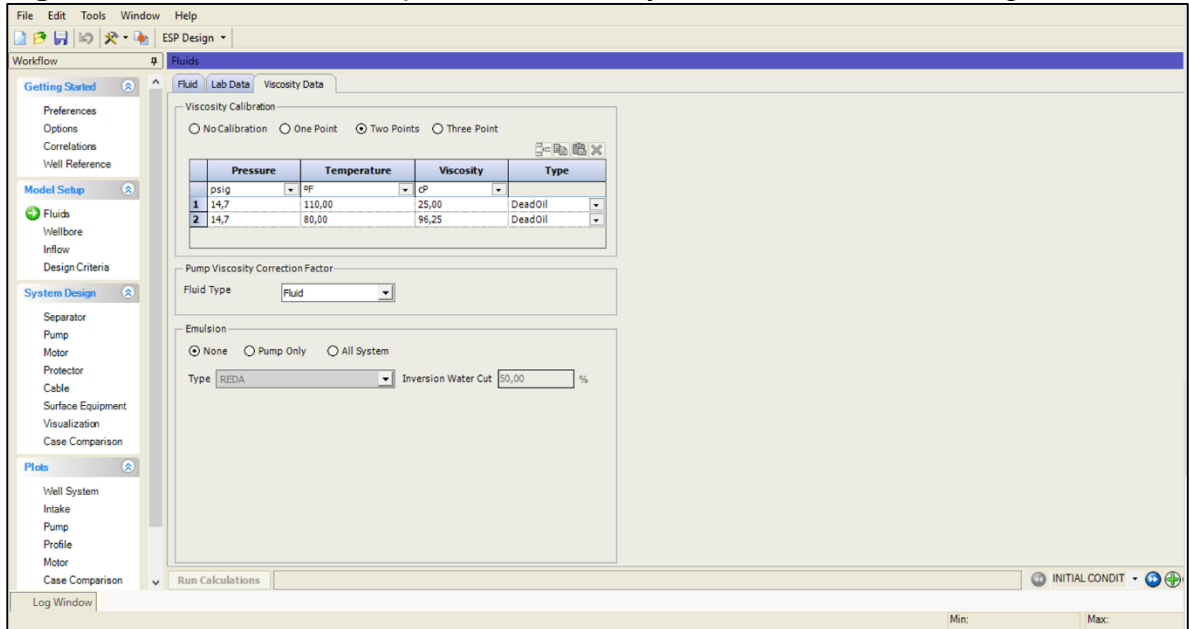 File Edit Tools Window Help
ESP Design
Workflow
Fluids
Getting Started
Preferences
Options
Correlations
Well Reference
Model Setup
Fluids
Wellbore
Inflow
Design Criteria
System Design
Separator
Pump
Motor
Protector
Cable
Surface Equipment
Visualization
Case Comparison
Plots
Well System
Intake
Pump
Profile
Motor
Case Comparison
Fluid Lab Data Viscosity Data
Viscosity Calibration
No Calibration One Point Two Points Three Point
Pressure Temperature Viscosity Type
psig ºF cP
1 14,7 110,00 25,00 DeadOil
2 14,7 80,00 96,25 DeadOil
Pump Viscosity Correction Factor
Fluid Type Fluid
Emulsion
None Pump Only All System
Type REDA Inversion Water Cut 50,00 %
Run Calculations INITIAL CONDIT
Log Window
Min: Max: